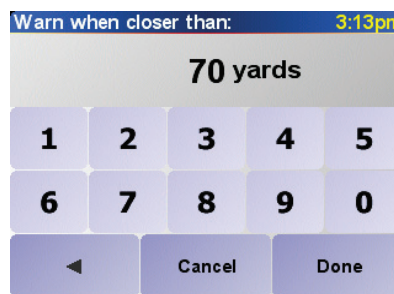 Warn when closer than: 3:13pm
70 yards
1 2 3 4 5
6 7 8 9 0
Cancel Done